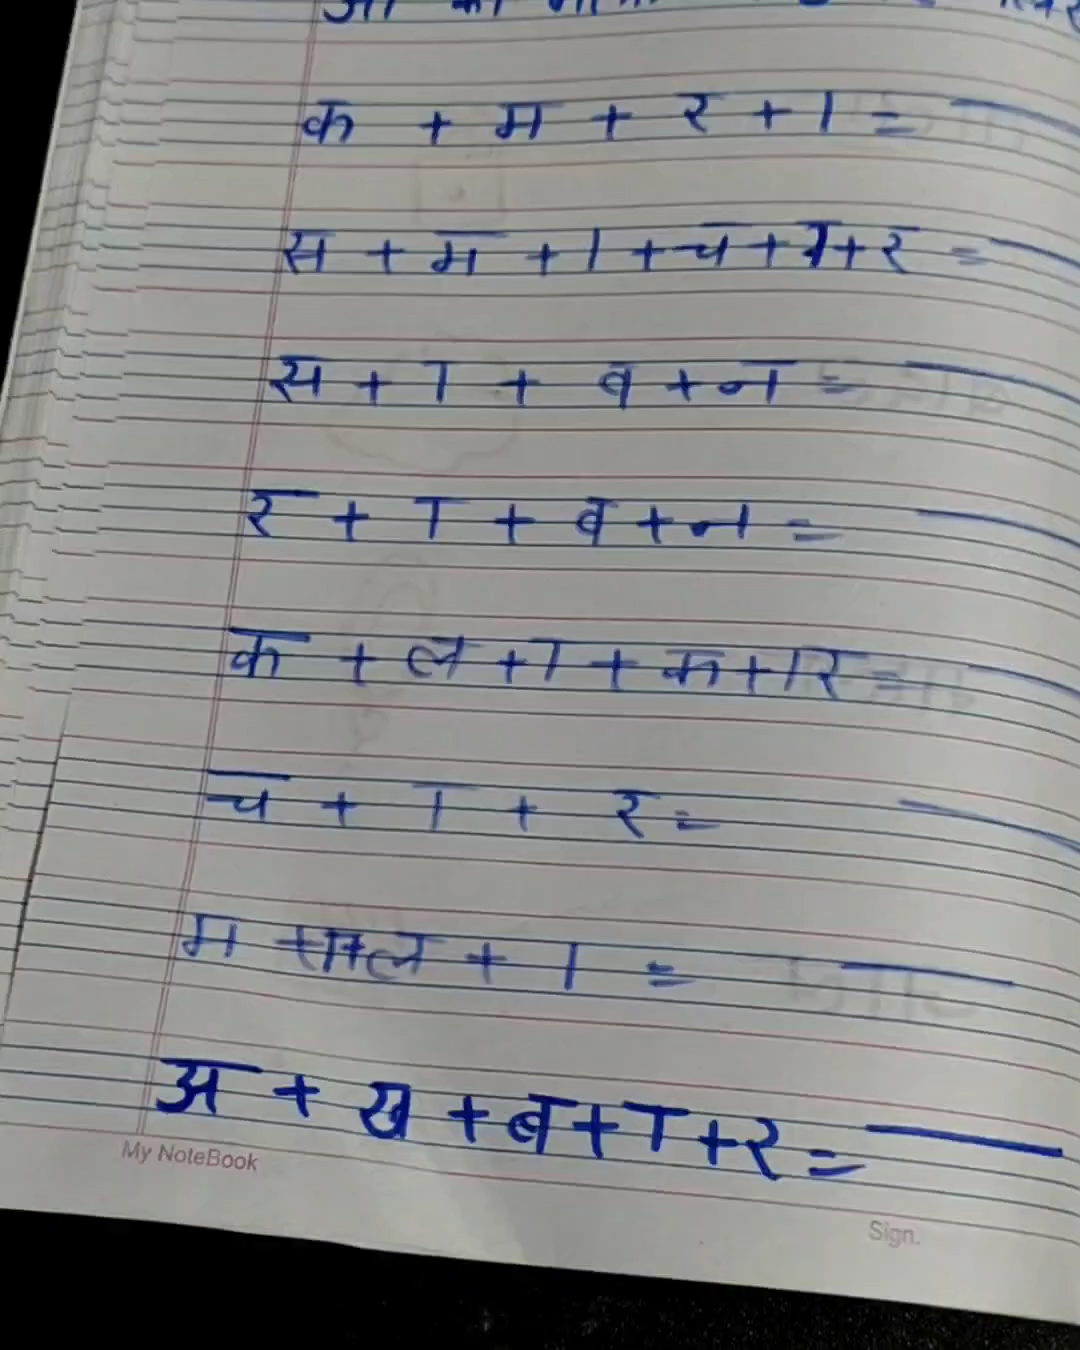 आ की
क + म + र + ा =
स + म + ा + च + ा + र =
स + ा + ब + न =
र + ा + व + न =
क + ल + ा + क + ा र =
च + ा + र =
म + ा + ल + ा =
अ + ख + ब + ा + र =
My NoteBook
Sign.